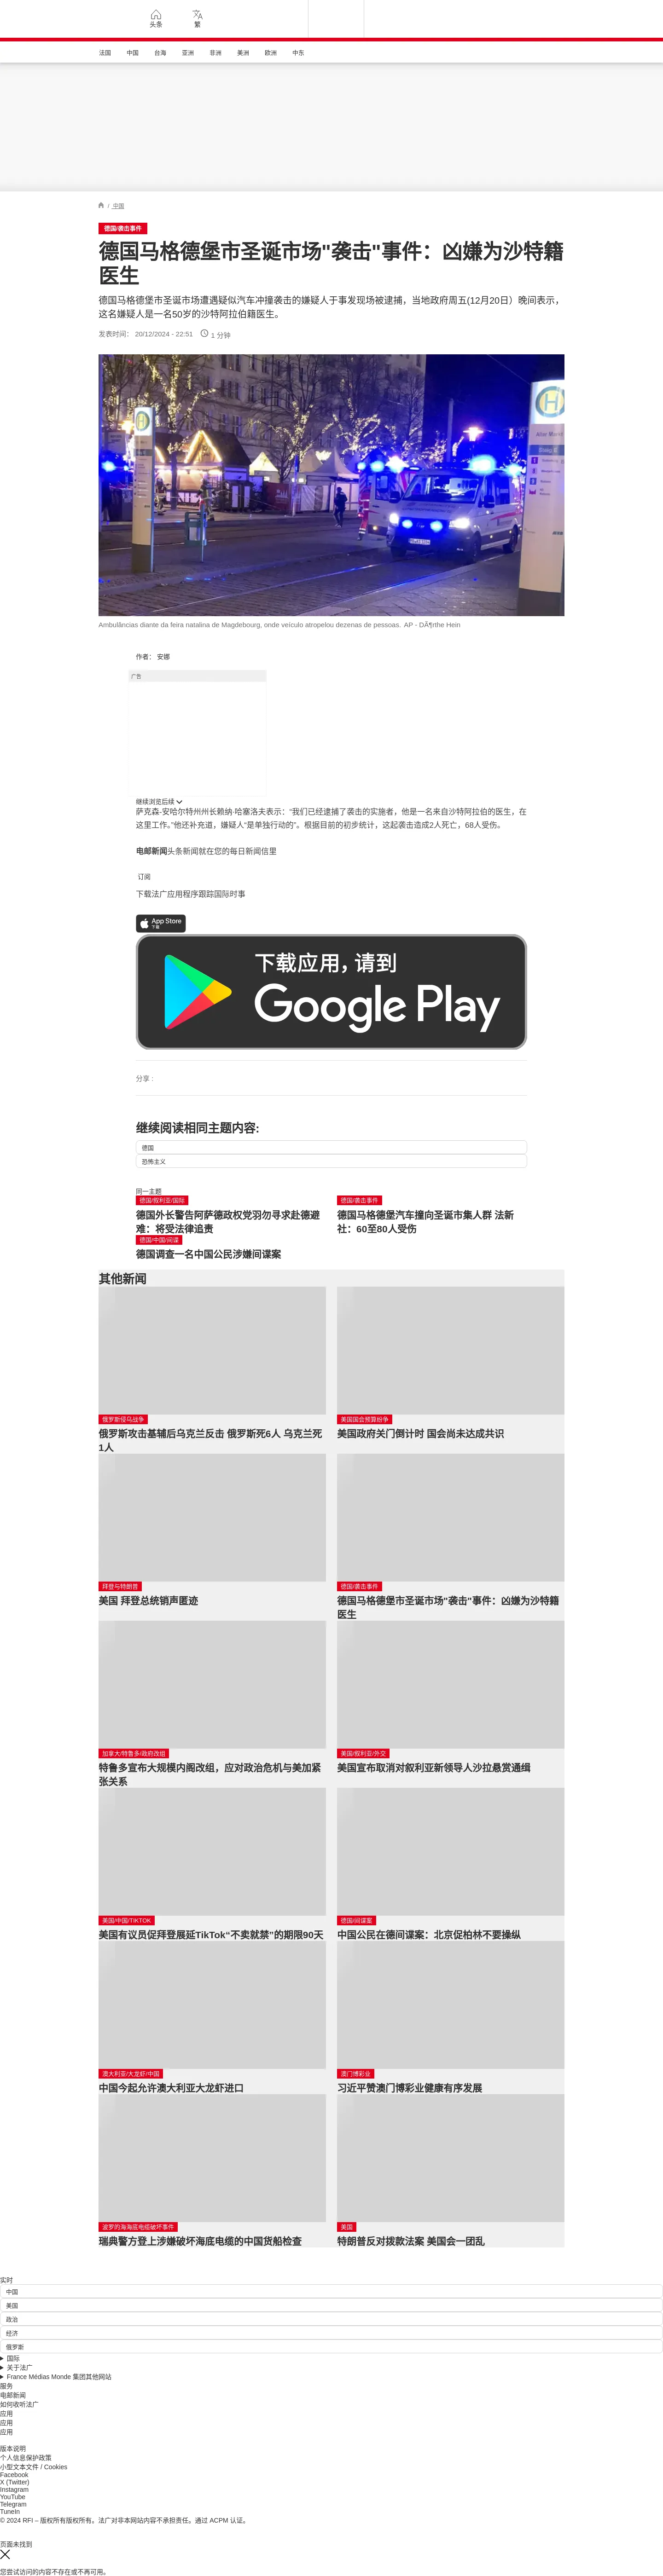 头条
繁
法国
中国
台海
亚洲
非洲
美洲
欧洲
中东
/ 中国
德国/袭击事件
德国马格德堡市圣诞市场"袭击"事件：凶嫌为沙特籍
医生
德国马格德堡市圣诞市场遭遇疑似汽车冲撞袭击的嫌疑人于事发现场被逮捕，当地政府周五(12月20日）晚间表示，
这名嫌疑人是一名50岁的沙特阿拉伯籍医生。
发表时间： 20/12/2024 - 22:51 1 分钟
Ambulâncias diante da feira natalina de Magdebourg, onde veículo atropelou dezenas de pessoas. AP - DÃ¶rthe Hein
作者： 安娜
广告
继续浏览后续
萨克森-安哈尔特州州长赖纳·哈塞洛夫表示：“我们已经逮捕了袭击的实施者，他是一名来自沙特阿拉伯的医生，在
这里工作。”他还补充道，嫌疑人“是单独行动的”。根据目前的初步统计，这起袭击造成2人死亡，68人受伤。
电邮新闻头条新闻就在您的每日新闻信里
订阅
下载法广应用程序跟踪国际时事
App Store
下载
下载应用，请到
Google Play
分享 :
继续阅读相同主题内容:
德国
恐怖主义
同一主题
德国/叙利亚/国际
德国外长警告阿萨德政权党羽勿寻求赴德避
难：将受法律追责
德国/袭击事件
德国马格德堡汽车撞向圣诞市集人群 法新
社：60至80人受伤
德国/中国/间谍
德国调查一名中国公民涉嫌间谍案
其他新闻
俄罗斯侵乌战争
俄罗斯攻击基辅后乌克兰反击 俄罗斯死6人 乌克兰死
1人
美国国会预算纷争
美国政府关门倒计时 国会尚未达成共识
拜登与特朗普
美国 拜登总统销声匿迹
德国/袭击事件
德国马格德堡市圣诞市场"袭击"事件：凶嫌为沙特籍
医生
加拿大/特鲁多/政府改组
特鲁多宣布大规模内阁改组，应对政治危机与美加紧
张关系
美国/叙利亚/外交
美国宣布取消对叙利亚新领导人沙拉悬赏通缉
美国/中国/TIKTOK
美国有议员促拜登展延TikTok“不卖就禁”的期限90天
德国/间谍案
中国公民在德间谍案：北京促柏林不要操纵
澳大利亚/大龙虾/中国
中国今起允许澳大利亚大龙虾进口
澳门博彩业
习近平赞澳门博彩业健康有序发展
波罗的海海底电缆破坏事件
瑞典警方登上涉嫌破坏海底电缆的中国货船检查
美国
特朗普反对拨款法案 美国会一团乱
实时
中国
美国
政治
经济
俄罗斯
国际
关于法广
France Médias Monde 集团其他网站
服务
电邮新闻
如何收听法广
应用
应用
应用
版本说明
个人信息保护政策
小型文本文件 / Cookies
Facebook
X (Twitter)
Instagram
YouTube
Telegram
TuneIn
© 2024 RFI – 版权所有版权所有。法广对非本网站内容不承担责任。通过 ACPM 认证。
页面未找到
您尝试访问的内容不存在或不再可用。